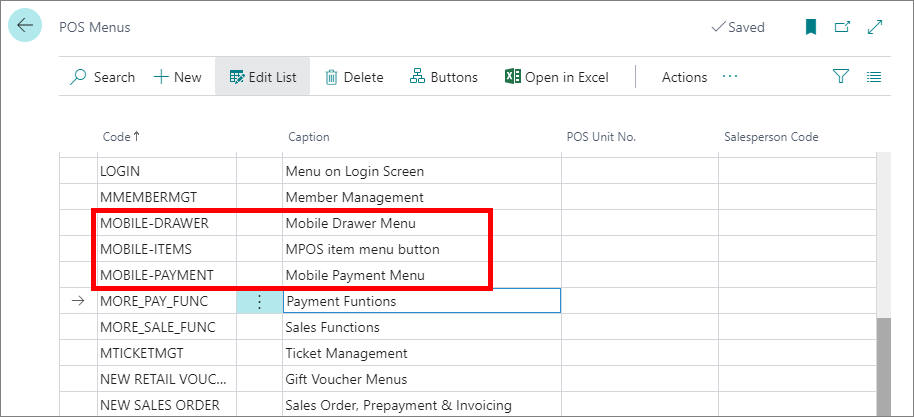 POS Menus Saved
Search New Edit List Delete Buttons Open in Excel Actions
Code Caption POS Unit No. Salesperson Code
LOGIN Menu on Login Screen
MMEMBERMGT Member Management
MOBILE-DRAWER Mobile Drawer Menu
MOBILE-ITEMS MPOS item menu button
MOBILE-PAYMENT Mobile Payment Menu
MORE_PAY_FUNC Payment Funtions
MORE_SALE_FUNC Sales Functions
MTICKETMGT Ticket Management
NEW RETAIL VOUC... Gift Voucher Menus
NEW SALES ORDER Sales Order, Prepayment & Invoicing